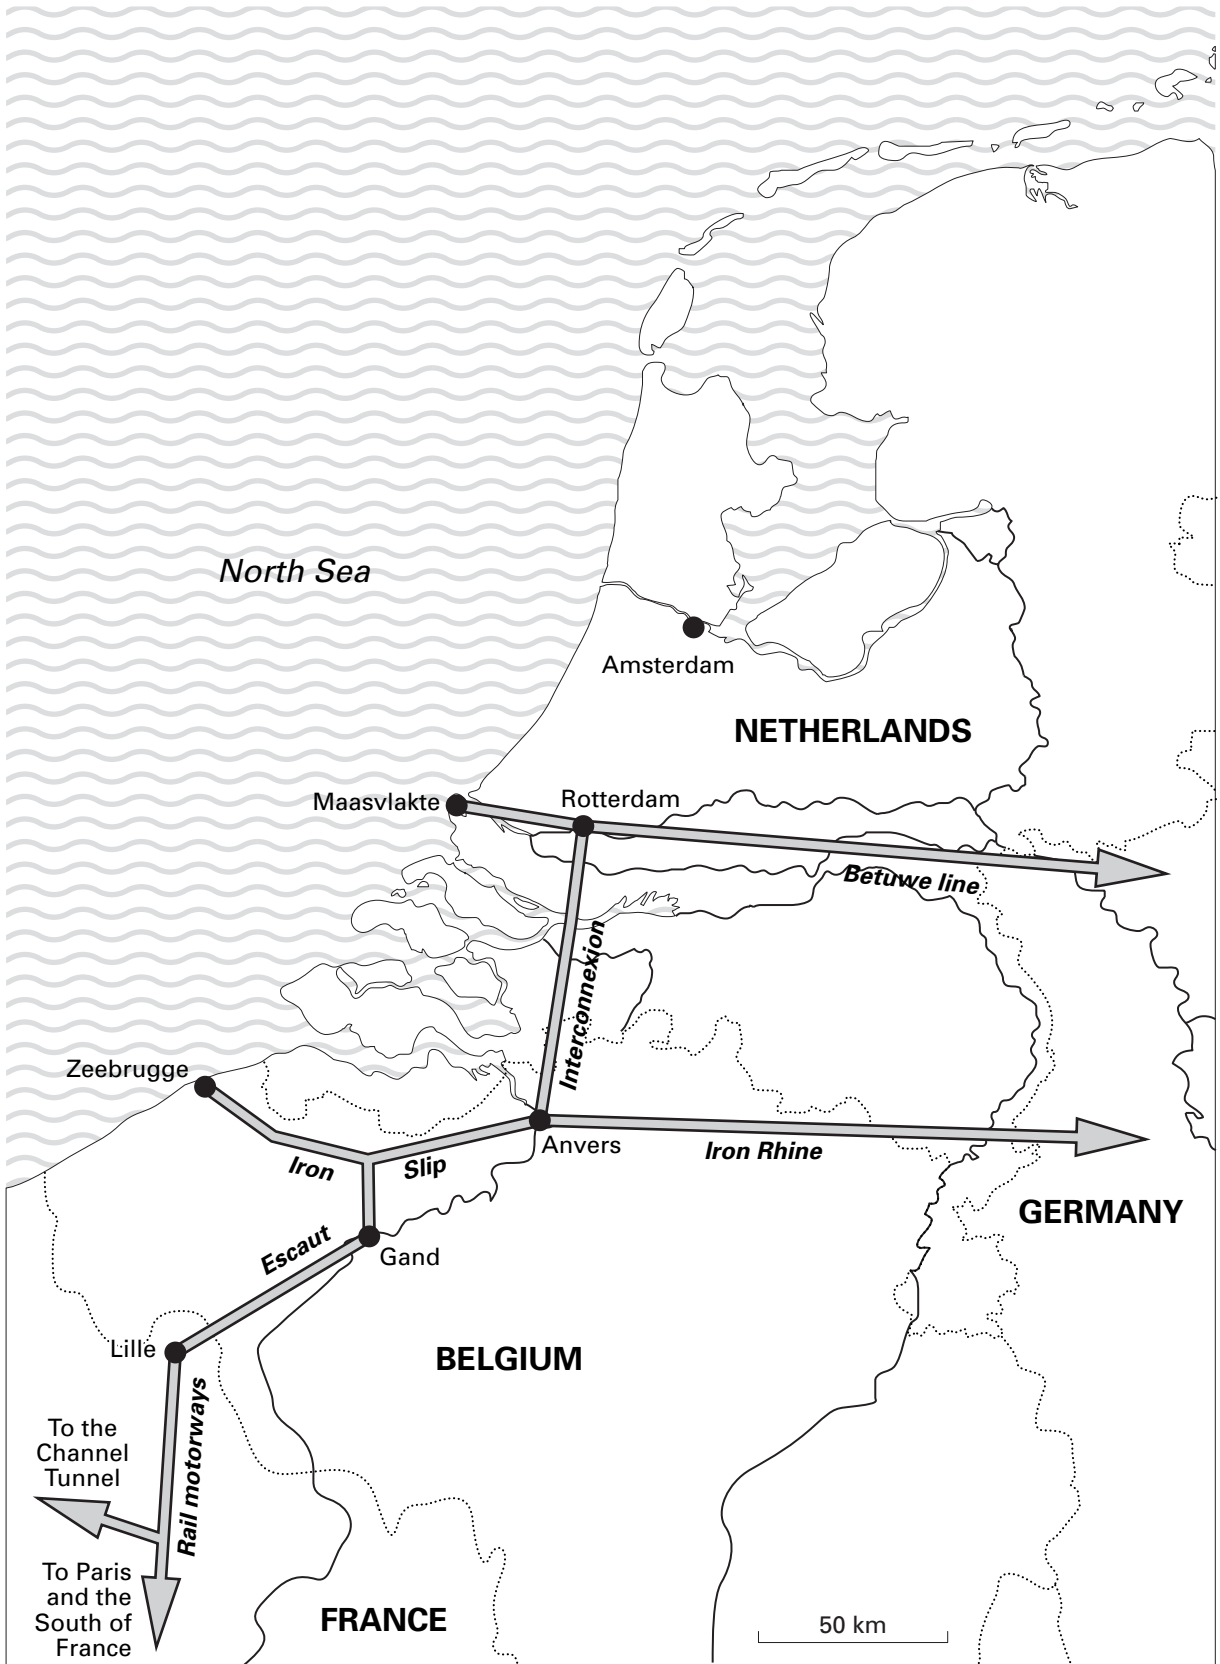 North Sea
Amsterdam
NETHERLANDS
Maasvlakte
Rotterdam
Betuwe line
Interconnexion
Zeebrugge
Anvers
Iron Rhine
Iron
Slip
GERMANY
Escaut
Gand
Lille
BELGIUM
Rail motorways
To the
Channel
Tunnel
To Paris
and the
South of
France
FRANCE
50 km